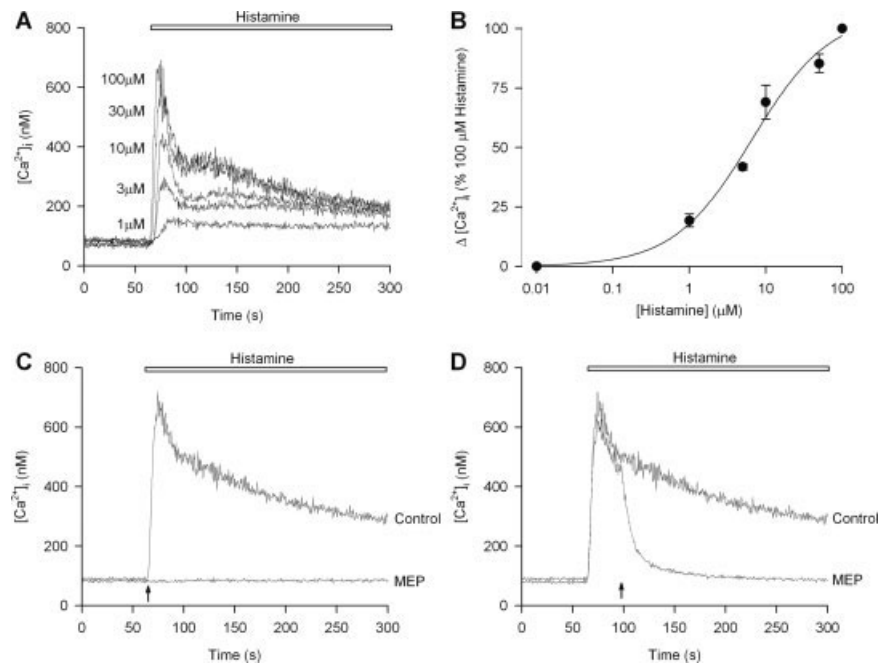 A
Histamine
800
600
400
200
0
[Ca²⁺]ᵢ (nM)
100μM
30μM
10μM
3μM
1μM
0 50 100 150 200 250 300
Time (s)
B
100
75
50
25
0
Δ [Ca²⁺]ᵢ (% 100 μM Histamine)
0.01 0.1 1 10 100
[Histamine] (μM)
C
Histamine
800
600
400
200
0
[Ca²⁺]ᵢ (nM)
Control
MEP
0 50 100 150 200 250 300
Time (s)
D
Histamine
800
600
400
200
0
[Ca²⁺]ᵢ (nM)
Control
MEP
0 50 100 150 200 250 300
Time (s)